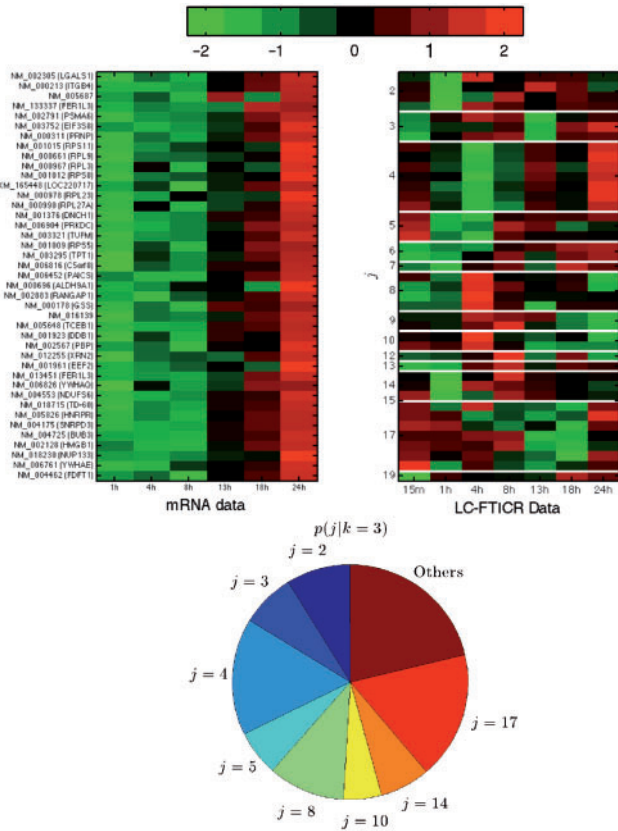 −2 −1 0 1 2
NM_002305 (LGALS1)
NM_000213 (ITGB4)
NM_005687
NM_133337 (FER1L3)
NM_002791 (PSMA6)
NM_003752 (EIF3S8)
NM_000311 (PRNP)
NM_001015 (RPS11)
NM_000661 (RPL9)
NM_000967 (RPL3)
NM_001012 (RPS8)
XM_165448 (LOC220717)
NM_000978 (RPL23)
NM_000990 (RPL27A)
NM_001376 (DNCH1)
NM_006904 (PRKDC)
NM_003321 (TUFM)
NM_001009 (RPS5)
NM_003295 (TPT1)
NM_006816 (C5orf8)
NM_006452 (PAICS)
NM_000696 (ALDH9A1)
NM_002883 (RANGAP1)
NM_000178 (GSS)
NM_016139
NM_005648 (TCEB1)
NM_001923 (DDB1)
NM_002567 (PBP)
NM_012255 (XRN2)
NM_001961 (EEF2)
NM_013451 (FER1L3)
NM_006826 (YWHAQ)
NM_004553 (NDUFS6)
NM_018715 (TD-60)
NM_005826 (HNRPR)
NM_004175 (SNRPD3)
NM_004725 (BUB3)
NM_002128 (HMGB1)
NM_018230 (NUP133)
NM_006761 (YWHAE)
NM_004462 (FDFT1)
1h 4h 8h 13h 18h 24h
mRNA data
j
2
3
4
5
6
7
8
9
10
12
13
14
15
17
19
15m 1h 4h 8h 13h 18h 24h
LC-FTICR Data
p(j|k = 3)
j = 2
Others
j = 3
j = 4
j = 17
j = 5
j = 14
j = 8
j = 10